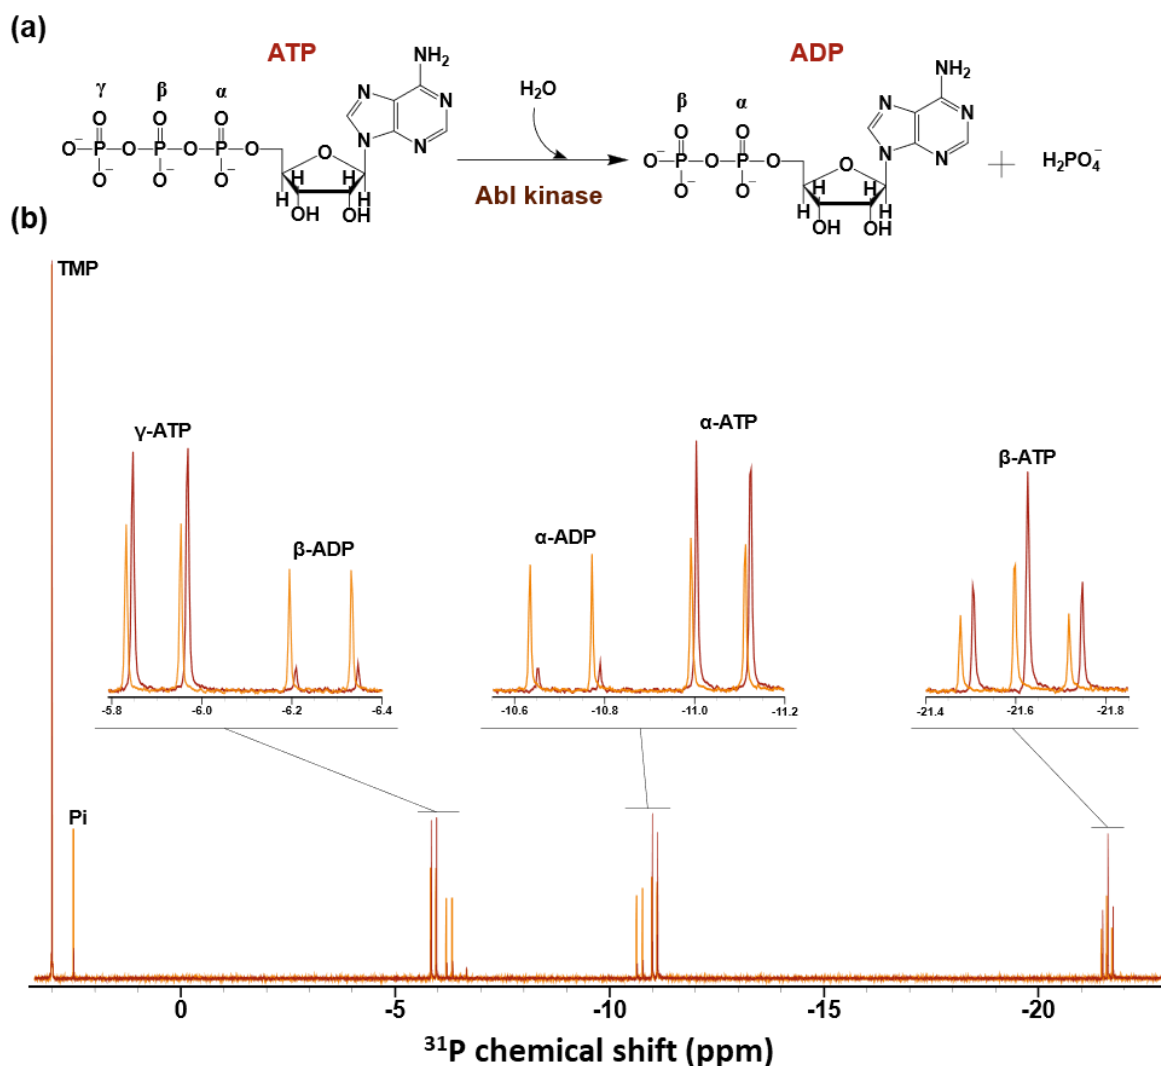 (a)
ATP
ADP
γ β α
NH₂
O O O
O⁻ P O P O P O
O⁻ O⁻ O⁻
N N N N
O
H H H H
OH OH
H₂O
Abl kinase
β α
NH₂
O O
O⁻ P O P O
O⁻ O⁻
N N N N
O
H H H H
OH OH
+ H₂PO₄⁻
(b)
TMP
γ-ATP
β-ADP
α-ADP
α-ATP
β-ATP
-5.8 -6.0 -6.2 -6.4
-10.6 -10.8 -11.0 -11.2
-21.4 -21.6 -21.8
Pi
0 -5 -10 -15 -20
³¹P chemical shift (ppm)